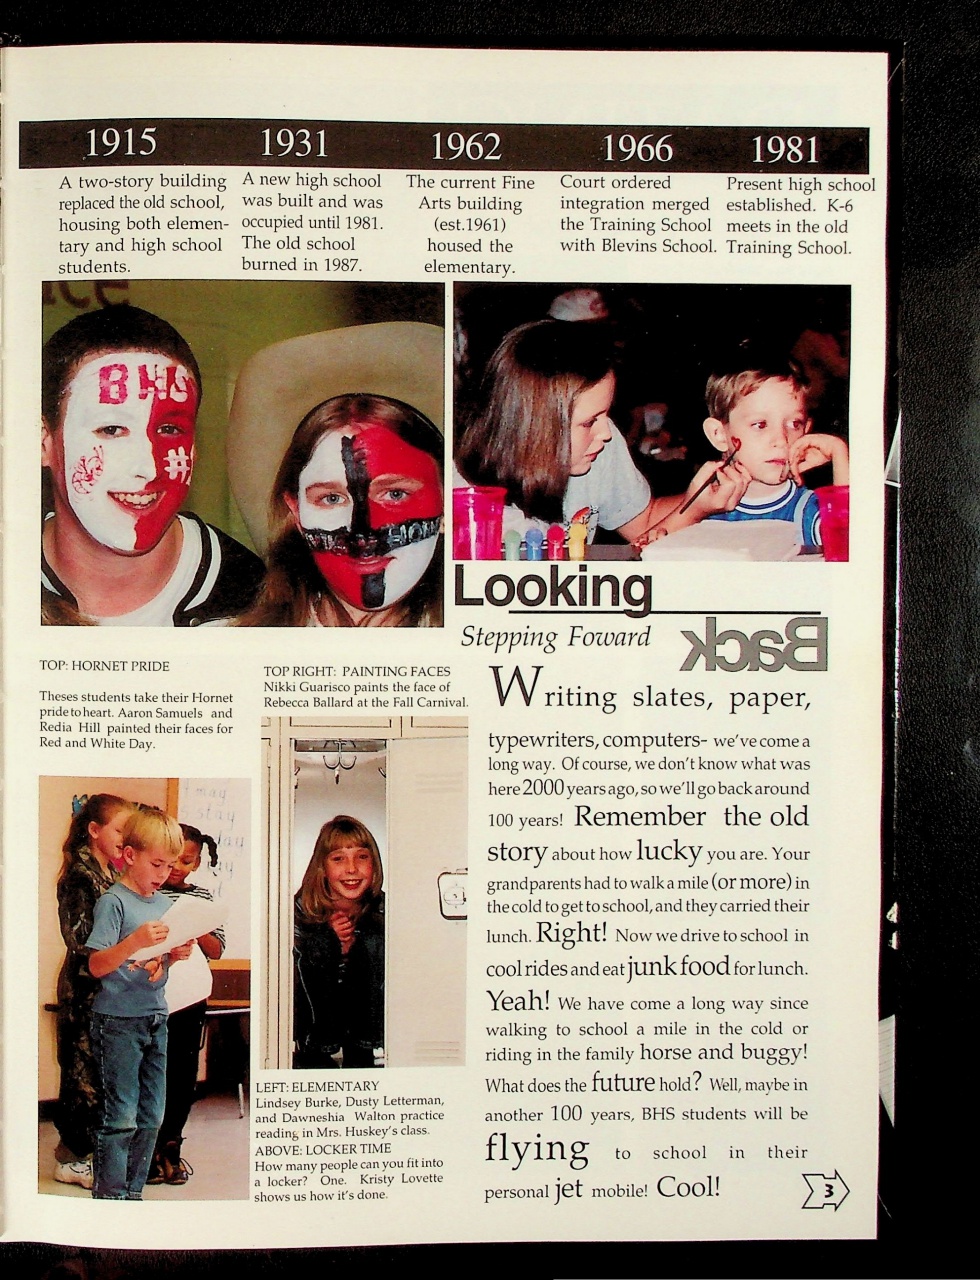 1915
A two-story building
replaced the old school,
housing both elemen-
tary and high school
students.
1931
A new high school
was built and was
occupied until 1981.
The old school
burned in 1987.
1962
The current Fine
Arts building
(est.1961)
housed the
elementary.
1966
Court ordered
integration merged
the Training School
with Blevins School.
1981
Present high school
established. K-6
meets in the old
Training School.
BHS
#
TOP: HORNET PRIDE
Theses students take their Hornet
pride to heart. Aaron Samuels and
Redia Hill painted their faces for
Red and White Day.
TOP RIGHT: PAINTING FACES
Nikki Guarisco paints the face of
Rebecca Ballard at the Fall Carnival.
LEFT: ELEMENTARY
Lindsey Burke, Dusty Letterman,
and Dawneshia Walton practice
reading in Mrs. Huskey's class.
ABOVE: LOCKER TIME
How many people can you fit into
a locker? One. Kristy Lovette
shows us how it's done.
Looking
Back
Stepping Foward
Writing slates, paper,
typewriters, computers- we've come a
long way. Of course, we don't know what was
here 2000 years ago, so we'll go back around
100 years! Remember the old
story about how lucky you are. Your
grandparents had to walk a mile (or more) in
the cold to get to school, and they carried their
lunch. Right! Now we drive to school in
cool rides and eat junk food for lunch.
Yeah! We have come a long way since
walking to school a mile in the cold or
riding in the family horse and buggy!
What does the future hold? Well, maybe in
another 100 years, BHS students will be
flying to school in their
personal jet mobile! Cool!
3